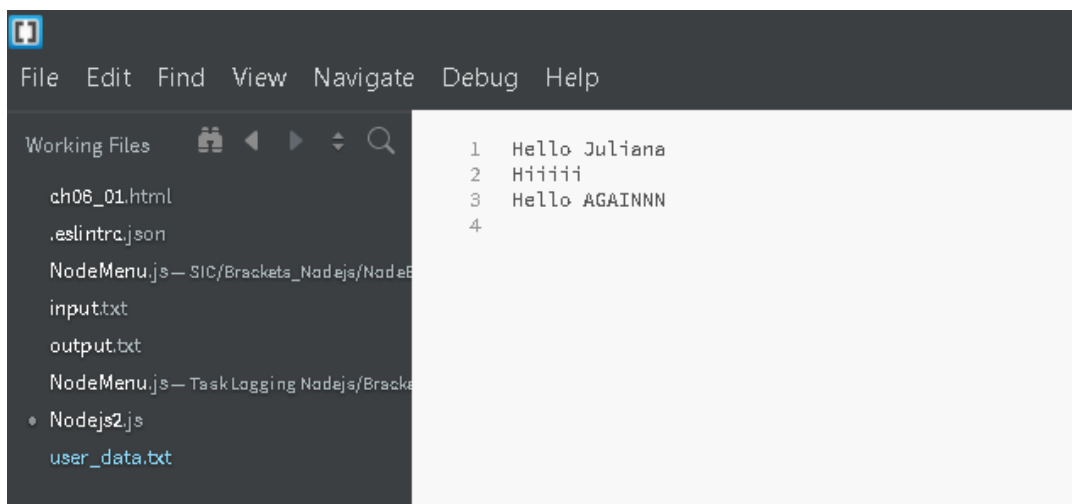 File Edit Find View Navigate Debug Help
Working Files
ch06_01.html
.eslintrc.json
NodeMenu.js — SIC/Brackets_Nodejs/NodeE
input.txt
output.txt
NodeMenu.js — Task Logging Nodejs/Bracke
Nodejs2.js
user_data.txt
1 Hello Juliana
2 Hiiiii
3 Hello AGAINNN
4